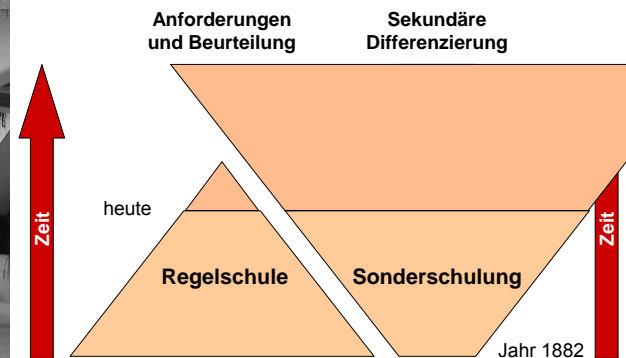 Anforderungen
und Beurteilung
Sekundäre
Differenzierung
heute
Zeit
Zeit
Regelschule
Sonderschulung
Jahr 1882